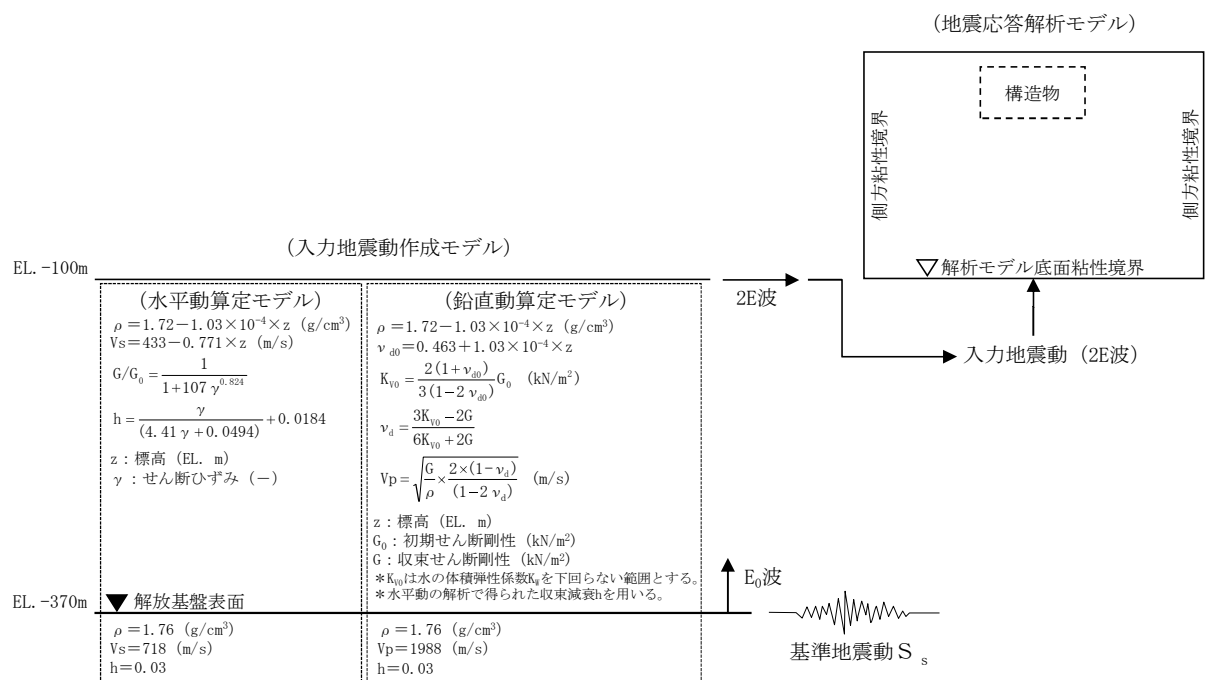 (地震応答解析モデル)
構造物
側方粘性境界
側方粘性境界
▽解析モデル底面粘性境界
(入力地震動作成モデル)
EL.-100m
2E波
入力地震動(2E波)
(水平動算定モデル)
ρ=1.72-1.03×10⁻⁴×z (g/cm³)
Vs=433-0.771×z (m/s)
G/G₀=1/(1+107γ^0.824)
h=γ/(4.41γ+0.0494)+0.0184
z:標高(EL. m)
γ:せん断ひずみ(-)
(鉛直動算定モデル)
ρ=1.72-1.03×10⁻⁴×z (g/cm³)
ν_d0=0.463+1.03×10⁻⁴×z
K_V0=2(1+ν_d0)/3(1-2ν_d0) G₀ (kN/m²)
ν_d=(3K_V0-2G)/(6K_V0+2G)
Vp=√(G/ρ×2×(1-ν_d)/(1-2ν_d)) (m/s)
z:標高(EL. m)
G₀:初期せん断剛性(kN/m²)
G:収束せん断剛性(kN/m²)
*K_V0は水の体積弾性係数K_Wを下回らない範囲とする。
*水平動の解析で得られた収束減衰hを用いる。
E₀波
EL.-370m
▼解放基盤表面
ρ=1.76 (g/cm³)
Vs=718 (m/s)
h=0.03
ρ=1.76 (g/cm³)
Vp=1988 (m/s)
h=0.03
基準地震動Ss